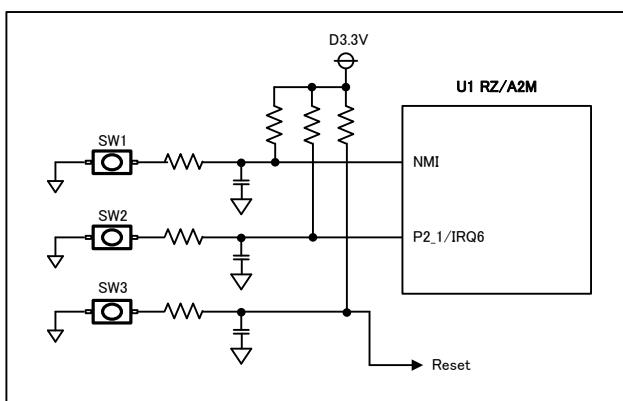 D3.3V
U1 RZ/A2M
SW1
NMI
SW2
P2_1/IRQ6
SW3
Reset